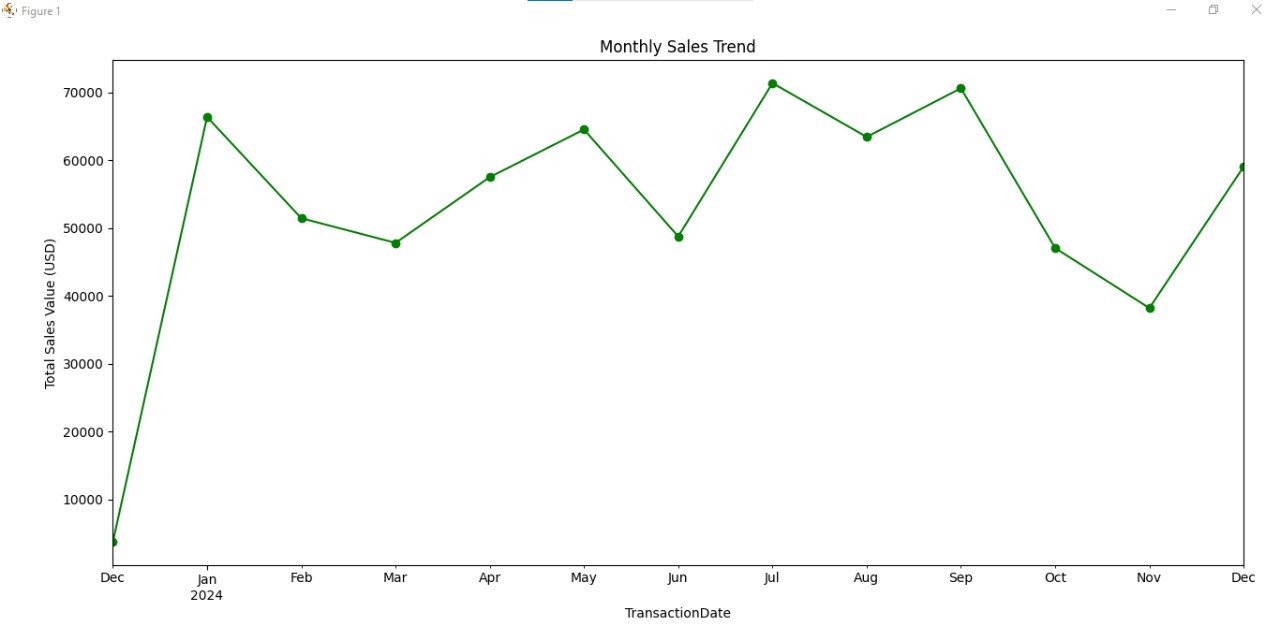 Figure 1
Monthly Sales Trend
Total Sales Value (USD)
70000
60000
50000
40000
30000
20000
10000
Dec Jan Feb Mar Apr May Jun Jul Aug Sep Oct Nov Dec
2024
TransactionDate